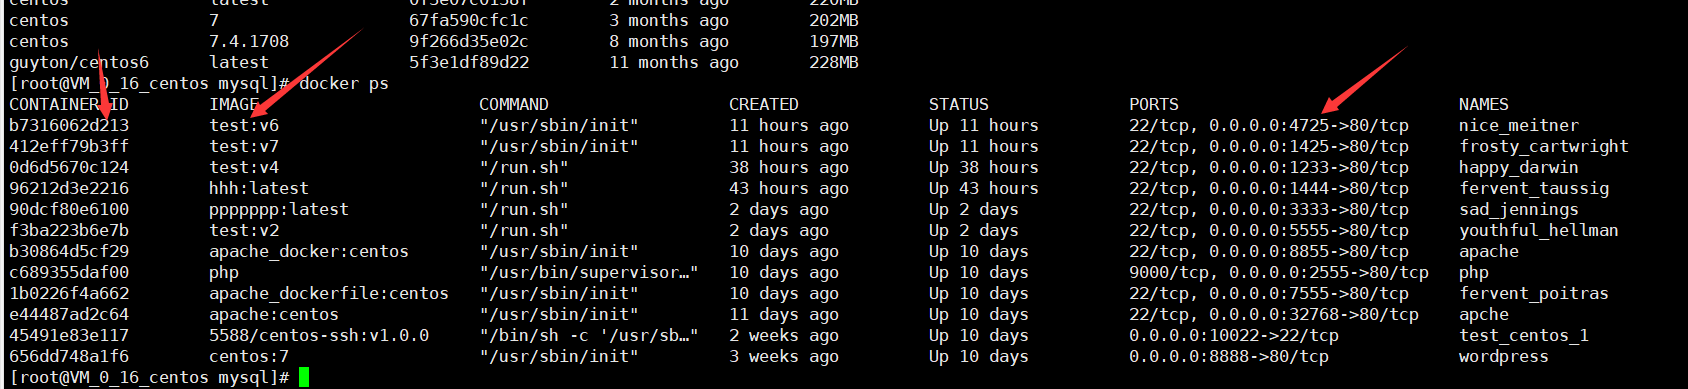 centos latest 2 months ago 220MB
centos 7 67fa590cfc1c 3 months ago 202MB
centos 7.4.1708 9f266d35e02c 8 months ago 197MB
guyton/centos6 latest 5f3e1df89d22 11 months ago 228MB
[root@VM_0_16_centos mysql]# docker ps
CONTAINER ID IMAGE COMMAND CREATED STATUS PORTS NAMES
b7316062d213 test:v6 "/usr/sbin/init" 11 hours ago Up 11 hours 22/tcp, 0.0.0.0:4725->80/tcp nice_meitner
412eff79b3ff test:v7 "/usr/sbin/init" 11 hours ago Up 11 hours 22/tcp, 0.0.0.0:1425->80/tcp frosty_cartwright
0d6d5670c124 test:v4 "/run.sh" 38 hours ago Up 38 hours 22/tcp, 0.0.0.0:1233->80/tcp happy_darwin
96212d3e2216 hhh:latest "/run.sh" 43 hours ago Up 43 hours 22/tcp, 0.0.0.0:1444->80/tcp fervent_taussig
90dcf80e6100 ppppppp:latest "/run.sh" 2 days ago Up 2 days 22/tcp, 0.0.0.0:3333->80/tcp sad_jennings
f3ba223b6e7b test:v2 "/run.sh" 2 days ago Up 2 days 22/tcp, 0.0.0.0:5555->80/tcp youthful_hellman
b30864d5cf29 apache_docker:centos "/usr/sbin/init" 10 days ago Up 10 days 22/tcp, 0.0.0.0:8855->80/tcp apache
c689355daf00 php "/usr/bin/supervisor…" 10 days ago Up 10 days 9000/tcp, 0.0.0.0:2555->80/tcp php
1b0226f4a662 apache_dockerfile:centos "/usr/sbin/init" 10 days ago Up 10 days 22/tcp, 0.0.0.0:7555->80/tcp fervent_poitras
e44487ad2c64 apache:centos "/usr/sbin/init" 11 days ago Up 10 days 22/tcp, 0.0.0.0:32768->80/tcp apche
45491e83e117 5588/centos-ssh:v1.0.0 "/bin/sh -c '/usr/sb…" 2 weeks ago Up 10 days 0.0.0.0:10022->22/tcp test_centos_1
656dd748a1f6 centos:7 "/usr/sbin/init" 3 weeks ago Up 10 days 0.0.0.0:8888->80/tcp wordpress
[root@VM_0_16_centos mysql]#